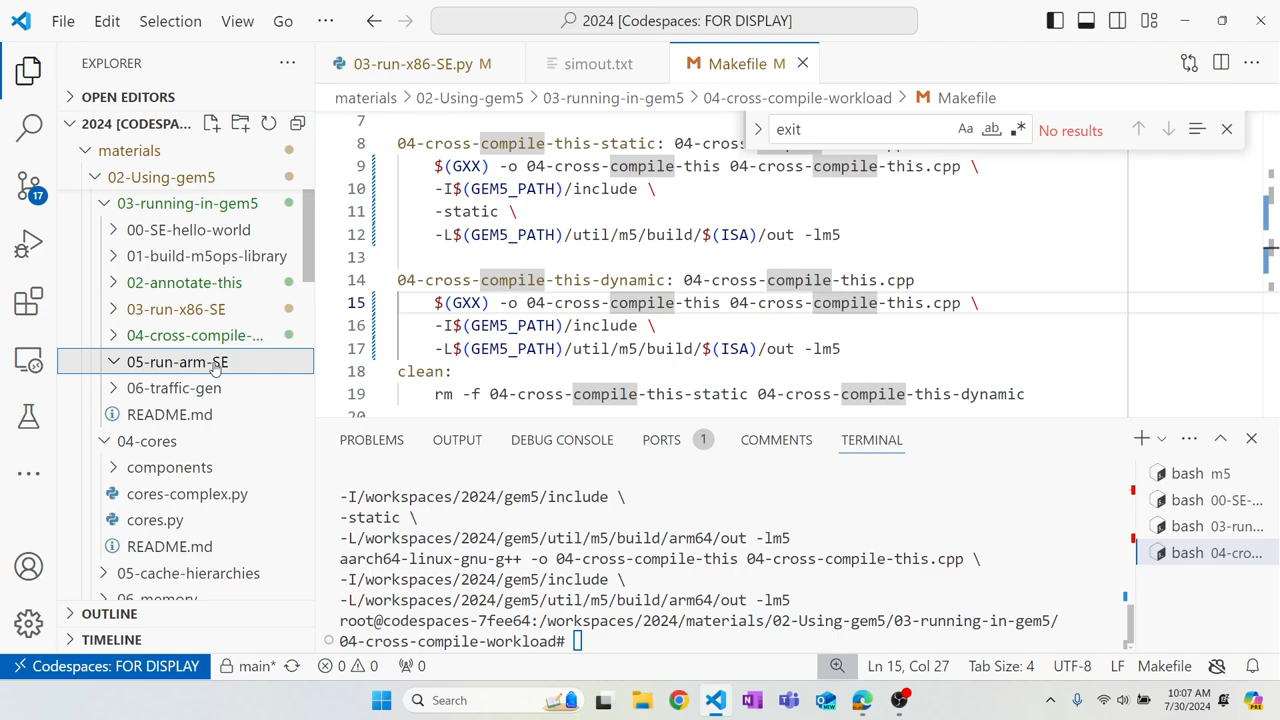 File Edit Selection View Go ··· 2024 [Codespaces: FOR DISPLAY]
EXPLORER
OPEN EDITORS
2024 [CODESPA...
materials
02-Using-gem5
03-running-in-gem5
00-SE-hello-world
01-build-m5ops-library
02-annotate-this
03-run-x86-SE
04-cross-compile-...
05-run-arm-SE
06-traffic-gen
README.md
04-cores
components
cores-complex.py
cores.py
README.md
05-cache-hierarchies
06-memory
OUTLINE
TIMELINE
17
03-run-x86-SE.py M
simout.txt
Makefile M
materials > 02-Using-gem5 > 03-running-in-gem5 > 04-cross-compile-workload > Makefile
exit
Aa ab .*
No results
7
8 04-cross-compile-this-static: 04-cross-
9 $(GXX) -o 04-cross-compile-this 04-cross-compile-this.cpp \
10 -I$(GEM5_PATH)/include \
11 -static \
12 -L$(GEM5_PATH)/util/m5/build/$(ISA)/out -lm5
13
14 04-cross-compile-this-dynamic: 04-cross-compile-this.cpp
15 $(GXX) -o 04-cross-compile-this 04-cross-compile-this.cpp \
16 -I$(GEM5_PATH)/include \
17 -L$(GEM5_PATH)/util/m5/build/$(ISA)/out -lm5
18 clean:
19 rm -f 04-cross-compile-this-static 04-cross-compile-this-dynamic
20
PROBLEMS OUTPUT DEBUG CONSOLE PORTS 1 COMMENTS TERMINAL
-I/workspaces/2024/gem5/include \
-static \
-L/workspaces/2024/gem5/util/m5/build/arm64/out -lm5
aarch64-linux-gnu-g++ -o 04-cross-compile-this 04-cross-compile-this.cpp \
-I/workspaces/2024/gem5/include \
-L/workspaces/2024/gem5/util/m5/build/arm64/out -lm5
root@codespaces-7fee64:/workspaces/2024/materials/02-Using-gem5/03-running-in-gem5/
04-cross-compile-workload#
bash m5
bash 00-SE-...
bash 03-run...
bash 04-cro...
Codespaces: FOR DISPLAY main* 0 0 0 Ln 15, Col 27 Tab Size: 4 UTF-8 LF Makefile
Search
10:07 AM
7/30/2024